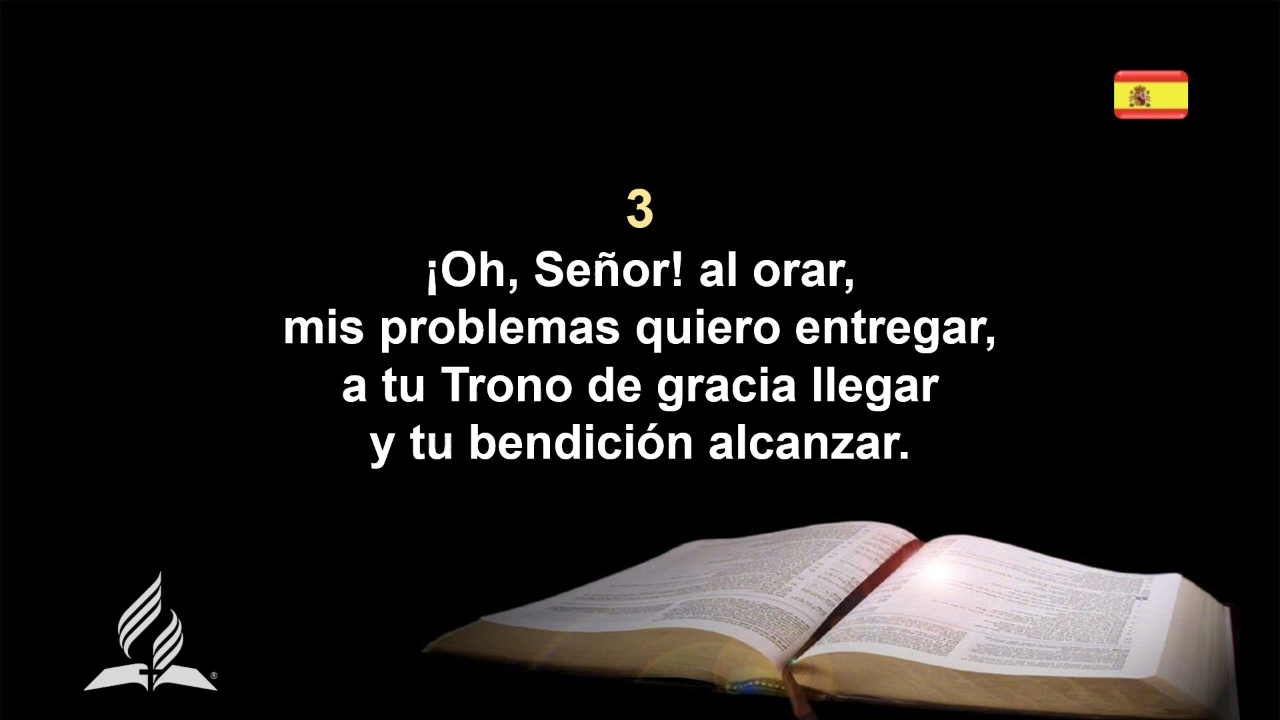 3
¡Oh, Señor! al orar,
mis problemas quiero entregar,
a tu Trono de gracia llegar
y tu bendición alcanzar.